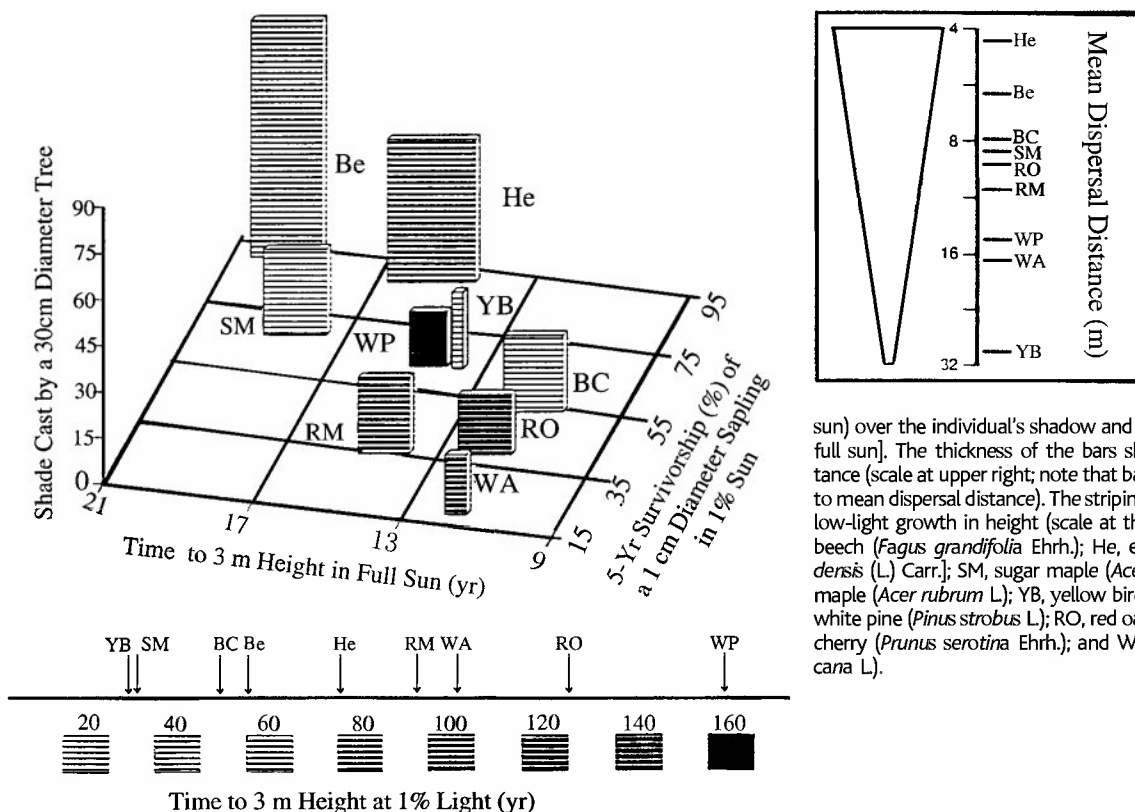 Shade Cast by a 30cm Diameter Tree
90
75
60
45
30
15
0
21
17
13
9
Time to 3 m Height in Full Sun (yr)
15
35
55
75
95
5-Yr Survivorship (%) of
a 1 cm Diameter Sapling
in 1% Sun
Be
He
SM
WP
YB
BC
RM
RO
WA
4
8
16
32
He
Be
BC
SM
RO
RM
WP
WA
YB
Mean Dispersal Distance (m)
sun) over the individual's shadow and
full sun]. The thickness of the bars sh
tance (scale at upper right; note that ba
to mean dispersal distance). The stripin
low-light growth in height (scale at th
beech (Fagus grandifolia Ehrh.); He, e
densis (L.) Carr.]; SM, sugar maple (Ace
maple (Acer rubrum L.); YB, yellow bir
white pine (Pinus strobus L.); RO, red oa
cherry (Prunus serotina Ehrh.); and W
cana L.).
YB SM BC Be He RM WA RO WP
20 40 60 80 100 120 140 160
Time to 3 m Height at 1% Light (yr)